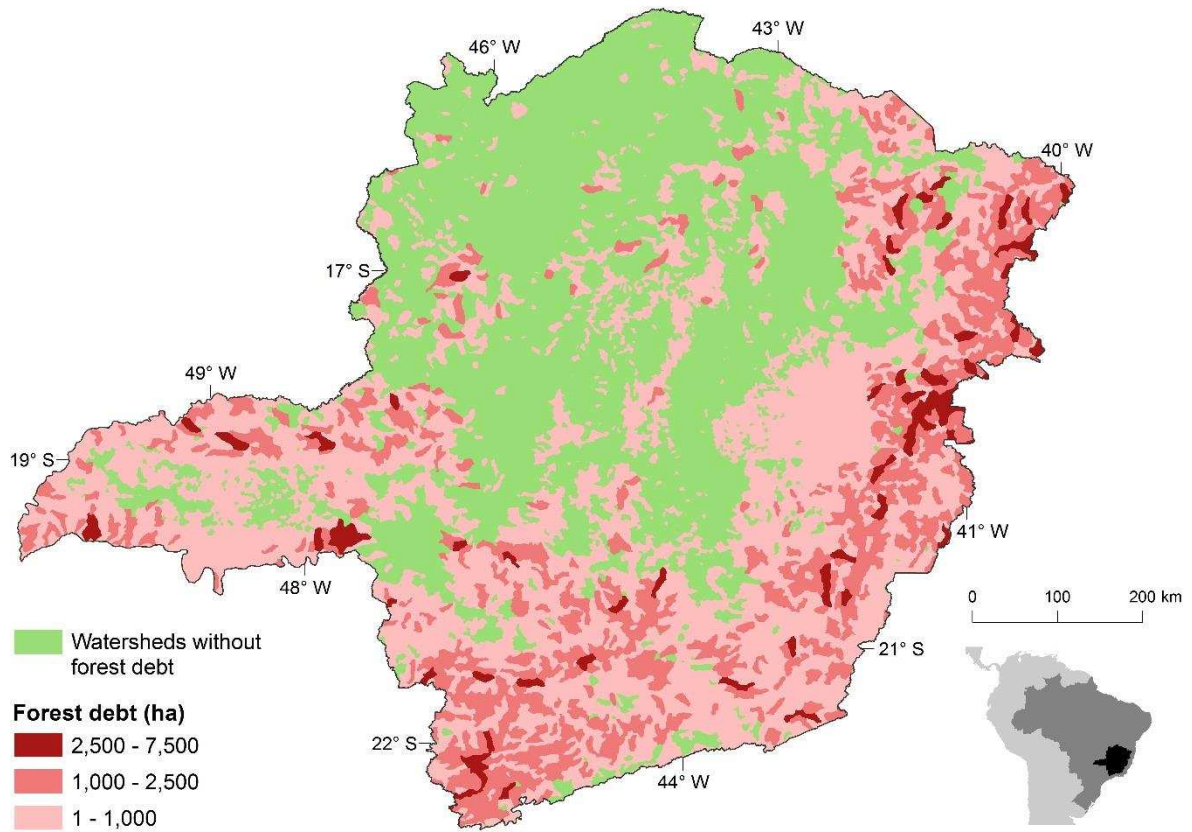 46° W
43° W
40° W
17° S
49° W
19° S
41° W
48° W
0 100 200 km
Watersheds without
forest debt
21° S
Forest debt (ha)
2,500 - 7,500
22° S
1,000 - 2,500
44° W
1 - 1,000